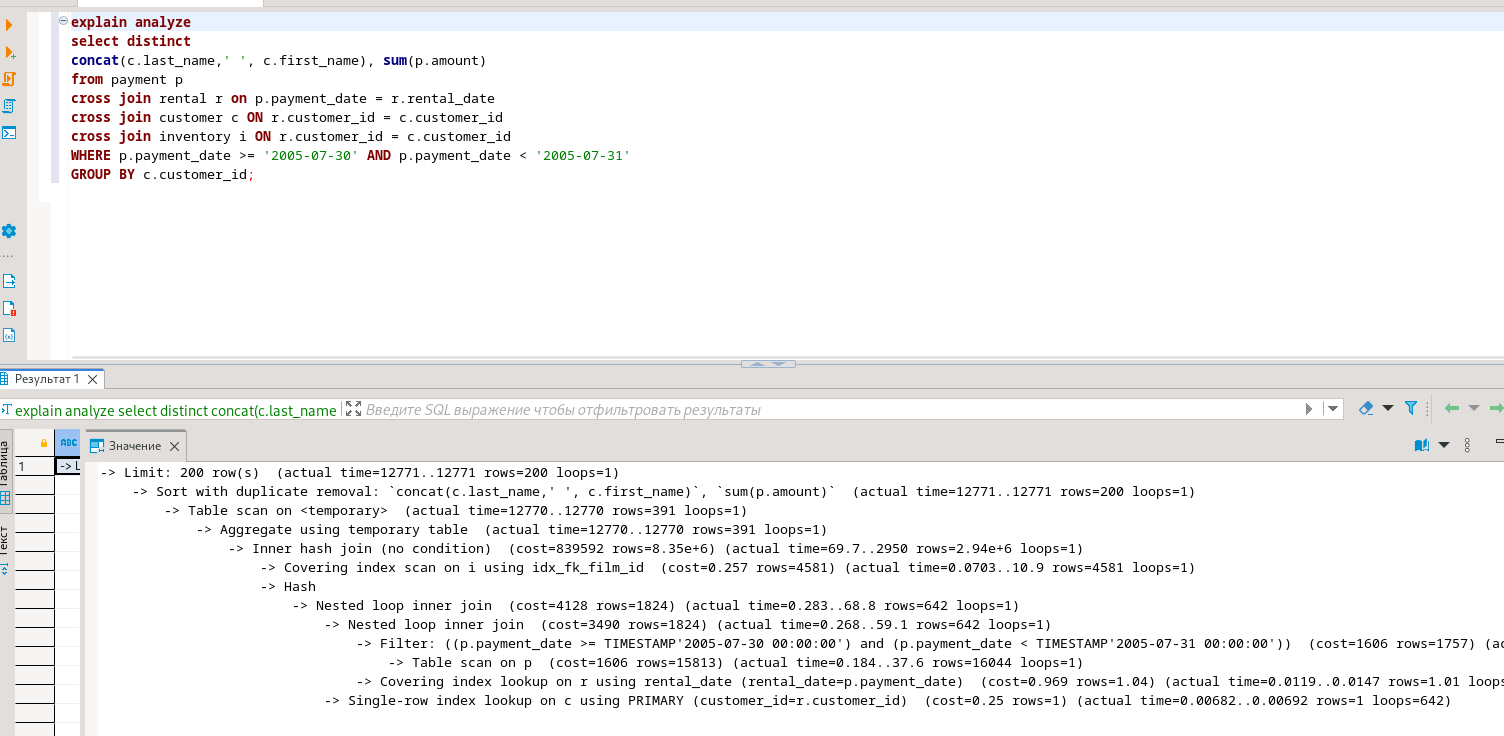 explain analyze
select distinct
concat(c.last_name,' ', c.first_name), sum(p.amount)
from payment p
cross join rental r on p.payment_date = r.rental_date
cross join customer c ON r.customer_id = c.customer_id
cross join inventory i ON r.customer_id = c.customer_id
WHERE p.payment_date >= '2005-07-30' AND p.payment_date < '2005-07-31'
GROUP BY c.customer_id;
Результат 1
explain analyze select distinct concat(c.last_name
Введите SQL выражение чтобы отфильтровать результаты
Таблица
Текст
ABC
1
-> L
Значение
-> Limit: 200 row(s)  (actual time=12771..12771 rows=200 loops=1)
-> Sort with duplicate removal: `concat(c.last_name,' ', c.first_name)`, `sum(p.amount)`  (actual time=12771..12771 rows=200 loops=1)
-> Table scan on <temporary>  (actual time=12770..12770 rows=391 loops=1)
-> Aggregate using temporary table  (actual time=12770..12770 rows=391 loops=1)
-> Inner hash join (no condition)  (cost=839592 rows=8.35e+6) (actual time=69.7..2950 rows=2.94e+6 loops=1)
-> Covering index scan on i using idx_fk_film_id  (cost=0.257 rows=4581) (actual time=0.0703..10.9 rows=4581 loops=1)
-> Hash
-> Nested loop inner join  (cost=4128 rows=1824) (actual time=0.283..68.8 rows=642 loops=1)
-> Nested loop inner join  (cost=3490 rows=1824) (actual time=0.268..59.1 rows=642 loops=1)
-> Filter: ((p.payment_date >= TIMESTAMP'2005-07-30 00:00:00') and (p.payment_date < TIMESTAMP'2005-07-31 00:00:00'))  (cost=1606 rows=1757) (ac
-> Table scan on p  (cost=1606 rows=15813) (actual time=0.184..37.6 rows=16044 loops=1)
-> Covering index lookup on r using rental_date (rental_date=p.payment_date)  (cost=0.969 rows=1.04) (actual time=0.0119..0.0147 rows=1.01 loops
-> Single-row index lookup on c using PRIMARY (customer_id=r.customer_id)  (cost=0.25 rows=1) (actual time=0.00682..0.00692 rows=1 loops=642)